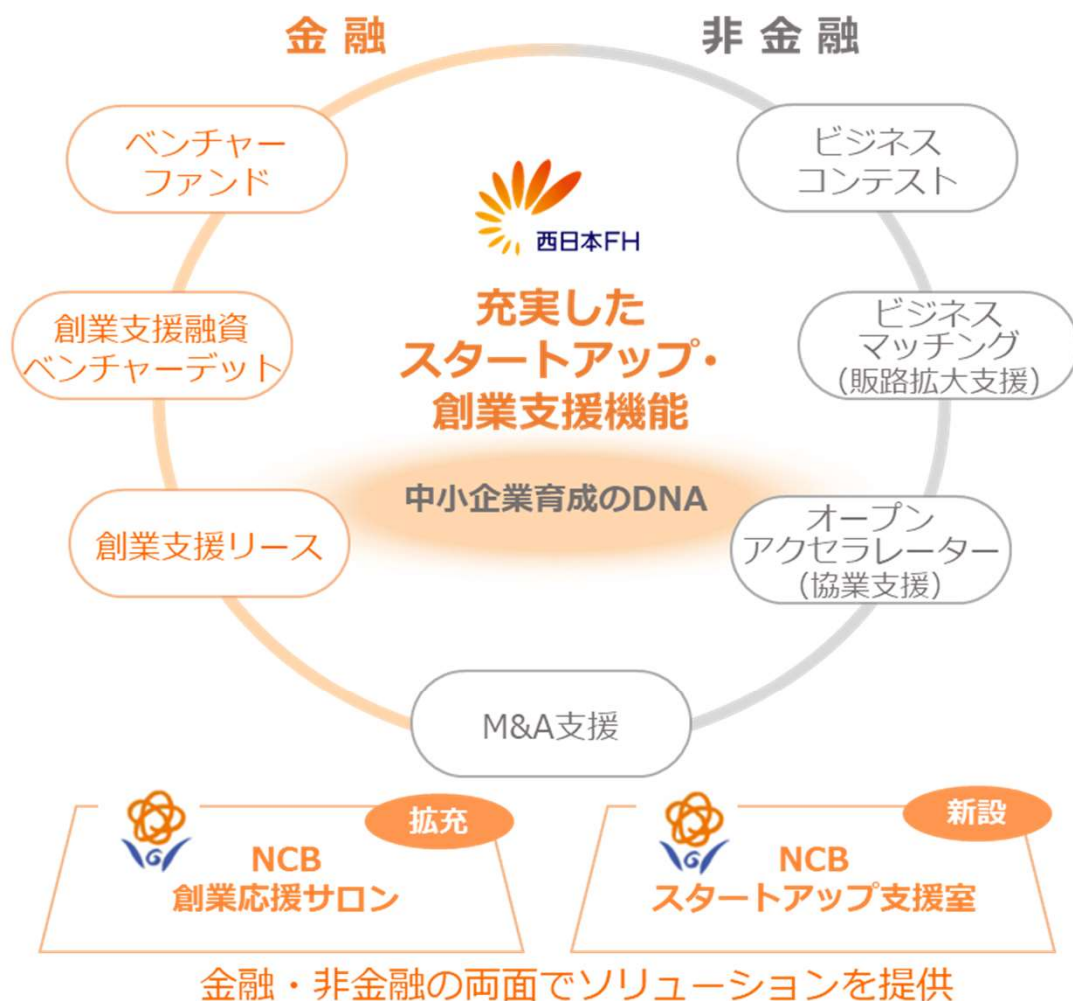 金融
非金融
ベンチャー
ファンド
ビジネス
コンテスト
西日本FH
充実した
スタートアップ・
創業支援機能
創業支援融資
ベンチャーデット
ビジネス
マッチング
(販路拡大支援)
中小企業育成のDNA
創業支援リース
オープン
アクセラレーター
(協業支援)
M&A支援
拡充
NCB
創業応援サロン
新設
NCB
スタートアップ支援室
金融・非金融の両面でソリューションを提供